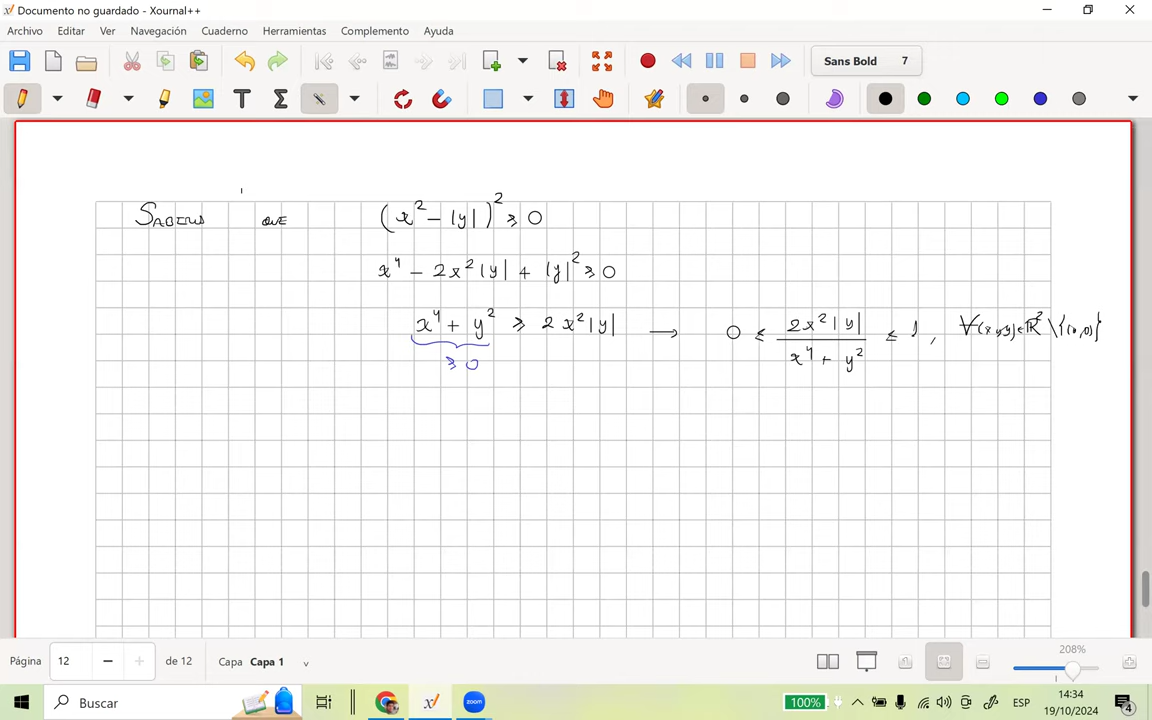 Documento no guardado - Xournal++
Archivo Editar Ver Navegación Cuaderno Herramientas Complemento Ayuda
Sans Bold 7
SABEMOS QUE (x² - |y|)² ≥ 0
x⁴ - 2x²|y| + |y|² ≥ 0
x⁴ + y² ≥ 2x²|y| → 0 ≤ 2x²|y| / x⁴ + y² ≤ 1, ∀(x,y)∈ℝ²\{(0,0)}
≥ 0
Página 12 de 12 Capa Capa 1 208%
Buscar zoom 100% ESP 14:34
19/10/2024 4